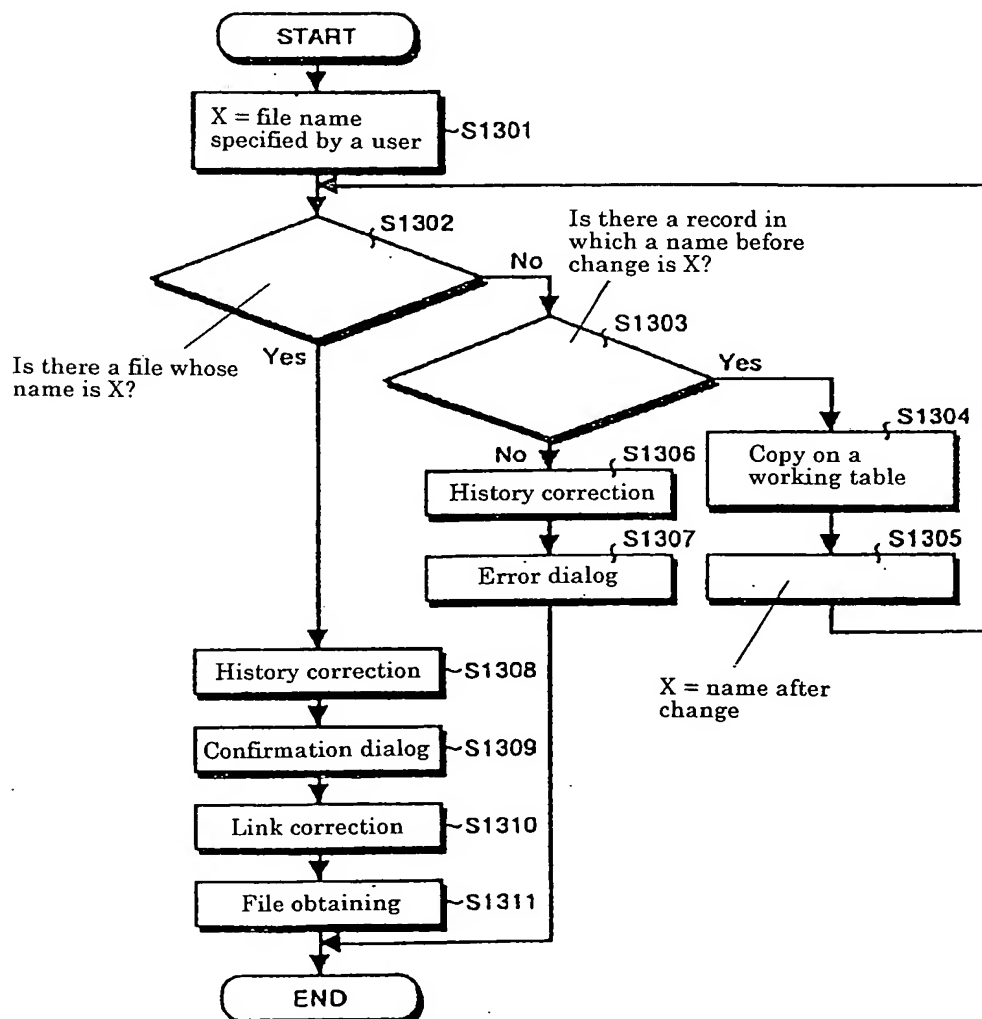 START
X = file name
specified by a user
S1301
S1302
Is there a record in
which a name before
change is X?
No
S1303
Is there a file whose
name is X?
Yes
Yes
S1304
Copy on a
working table
No
S1306
History correction
S1305
S1307
Error dialog
X = name after
change
History correction
S1308
Confirmation dialog
S1309
Link correction
S1310
File obtaining
S1311
END